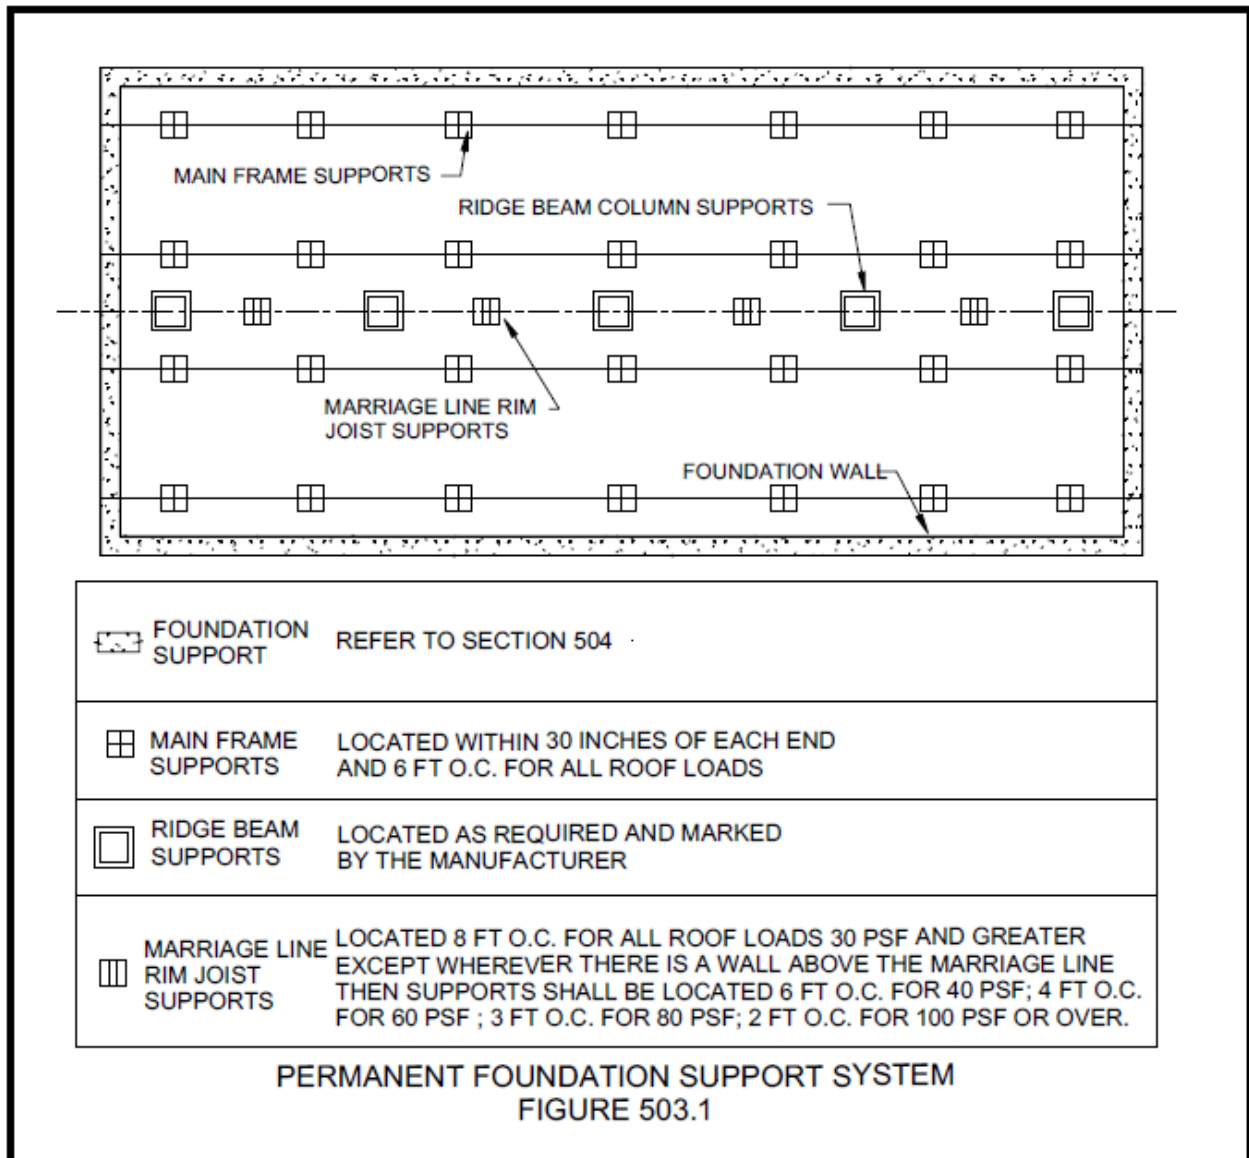 MAIN FRAME SUPPORTS
RIDGE BEAM COLUMN SUPPORTS
MARRIAGE LINE RIM
JOIST SUPPORTS
FOUNDATION WALL
FOUNDATION
SUPPORT
REFER TO SECTION 504
MAIN FRAME
SUPPORTS
LOCATED WITHIN 30 INCHES OF EACH END
AND 6 FT O.C. FOR ALL ROOF LOADS
RIDGE BEAM
SUPPORTS
LOCATED AS REQUIRED AND MARKED
BY THE MANUFACTURER
MARRIAGE LINE
RIM JOIST
SUPPORTS
LOCATED 8 FT O.C. FOR ALL ROOF LOADS 30 PSF AND GREATER
EXCEPT WHEREVER THERE IS A WALL ABOVE THE MARRIAGE LINE
THEN SUPPORTS SHALL BE LOCATED 6 FT O.C. FOR 40 PSF; 4 FT O.C.
FOR 60 PSF ; 3 FT O.C. FOR 80 PSF; 2 FT O.C. FOR 100 PSF OR OVER.
PERMANENT FOUNDATION SUPPORT SYSTEM
FIGURE 503.1